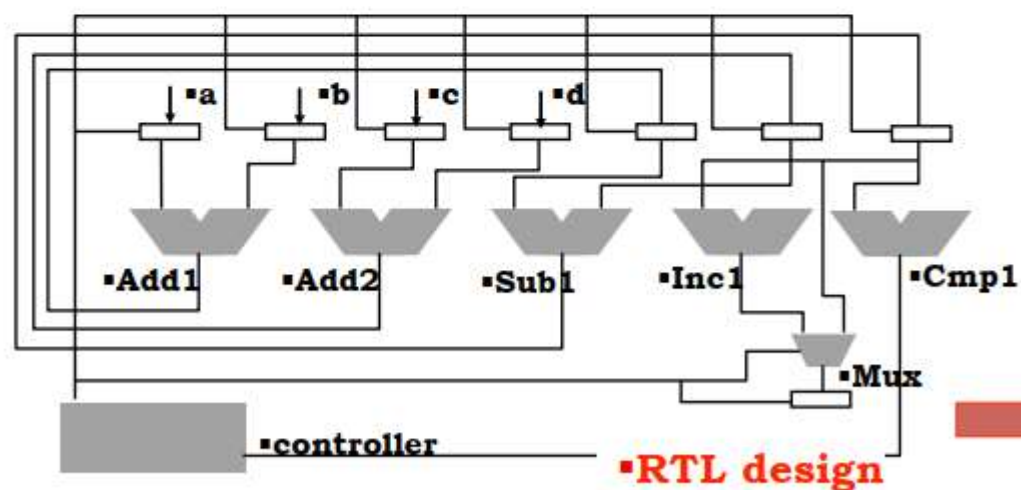 ▪a ▪b ▪c ▪d
▪Add1 ▪Add2 ▪Sub1 ▪Inc1 ▪Cmp1
▪Mux
▪controller
▪RTL design